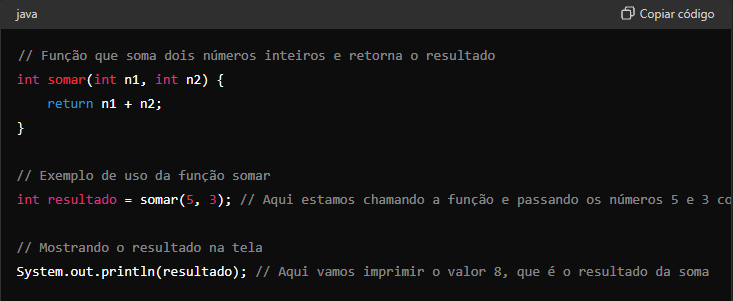 java
Copiar código
// Função que soma dois números inteiros e retorna o resultado
int somar(int n1, int n2) {
    return n1 + n2;
}
// Exemplo de uso da função somar
int resultado = somar(5, 3); // Aqui estamos chamando a função e passando os números 5 e 3 co
// Mostrando o resultado na tela
System.out.println(resultado); // Aqui vamos imprimir o valor 8, que é o resultado da soma